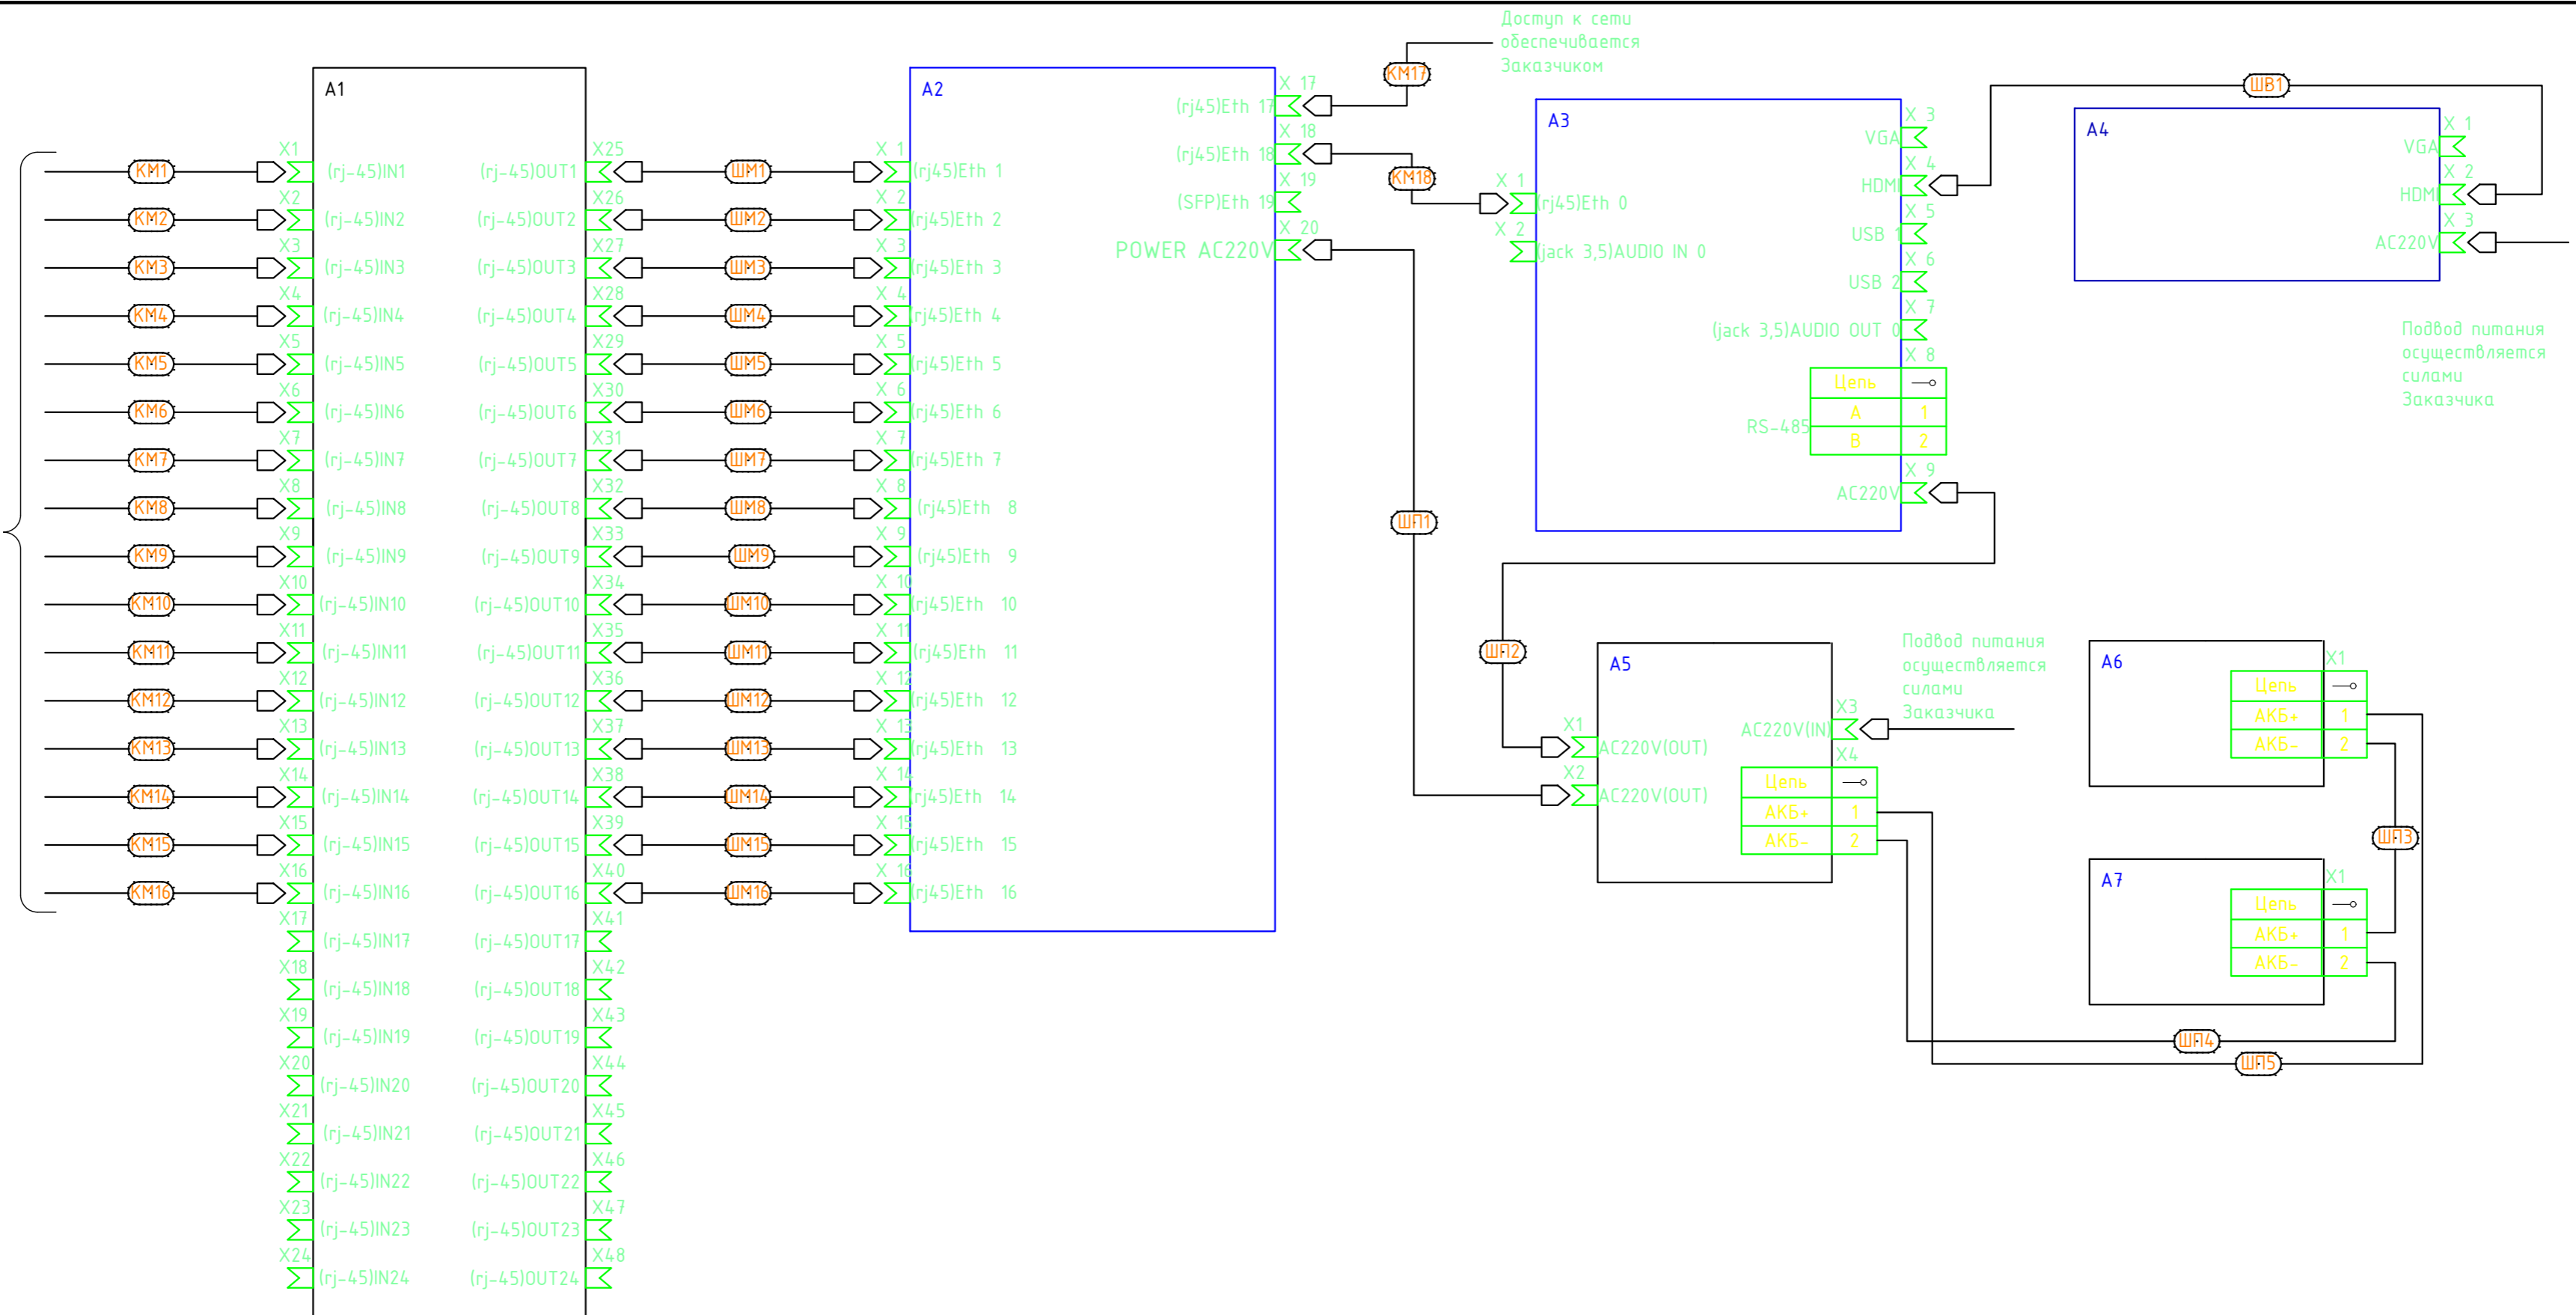 Доступ к сети
обеспечивается
Заказчиком
КМ17
A1
X1
КМ1
(rj-45)IN1
X2
КМ2
(rj-45)IN2
X3
КМ3
(rj-45)IN3
X4
КМ4
(rj-45)IN4
X5
КМ5
(rj-45)IN5
X6
КМ6
(rj-45)IN6
X7
КМ7
(rj-45)IN7
X8
КМ8
(rj-45)IN8
X9
КМ9
(rj-45)IN9
X10
КМ10
(rj-45)IN10
X11
КМ11
(rj-45)IN11
X12
КМ12
(rj-45)IN12
X13
КМ13
(rj-45)IN13
X14
КМ14
(rj-45)IN14
X15
КМ15
(rj-45)IN15
X16
КМ16
(rj-45)IN16
X17
(rj-45)IN17
X18
(rj-45)IN18
X19
(rj-45)IN19
X20
(rj-45)IN20
X21
(rj-45)IN21
X22
(rj-45)IN22
X23
(rj-45)IN23
X24
(rj-45)IN24
X25
(rj-45)OUT1
X26
(rj-45)OUT2
X27
(rj-45)OUT3
X28
(rj-45)OUT4
X29
(rj-45)OUT5
X30
(rj-45)OUT6
X31
(rj-45)OUT7
X32
(rj-45)OUT8
X33
(rj-45)OUT9
X34
(rj-45)OUT10
X35
(rj-45)OUT11
X36
(rj-45)OUT12
X37
(rj-45)OUT13
X38
(rj-45)OUT14
X39
(rj-45)OUT15
X40
(rj-45)OUT16
X41
(rj-45)OUT17
X42
(rj-45)OUT18
X43
(rj-45)OUT19
X44
(rj-45)OUT20
X45
(rj-45)OUT21
X46
(rj-45)OUT22
X47
(rj-45)OUT23
X48
(rj-45)OUT24
ШМ1
ШМ2
ШМ3
ШМ4
ШМ5
ШМ6
ШМ7
ШМ8
ШМ9
ШМ10
ШМ11
ШМ12
ШМ13
ШМ14
ШМ15
ШМ16
A2
X 1
(rj45)Eth 1
X 2
(rj45)Eth 2
X 3
(rj45)Eth 3
X 4
(rj45)Eth 4
X 5
(rj45)Eth 5
X 6
(rj45)Eth 6
X 7
(rj45)Eth 7
X 8
(rj45)Eth 8
X 9
(rj45)Eth 9
X 10
(rj45)Eth 10
X 11
(rj45)Eth 11
X 12
(rj45)Eth 12
X 13
(rj45)Eth 13
X 14
(rj45)Eth 14
X 15
(rj45)Eth 15
X 16
(rj45)Eth 16
X 17
(rj45)Eth 17
X 18
(rj45)Eth 18
X 19
(SFP)Eth 19
X 20
POWER AC220V
КМ18
ШП1
A3
X 1
(rj45)Eth 0
X 2
(jack 3,5)AUDIO IN 0
X 3
VGA
X 4
HDMI
X 5
USB 1
X 6
USB 2
X 7
(jack 3,5)AUDIO OUT 0
X 8
Цепь
RS-485
A 1
B 2
X 9
AC220V
ШВ1
A4
X 1
VGA
X 2
HDMI
X 3
AC220V
Подвод питания
осуществляется
силами
Заказчика
ШП2
A5
X1
AC220V(OUT)
X2
AC220V(OUT)
X3
AC220V(IN)
X4
Цепь
АКБ+ 1
АКБ- 2
Подвод питания
осуществляется
силами
Заказчика
A6
X1
Цепь
АКБ+ 1
АКБ- 2
ШП3
A7
X1
Цепь
АКБ+ 1
АКБ- 2
ШП4
ШП5